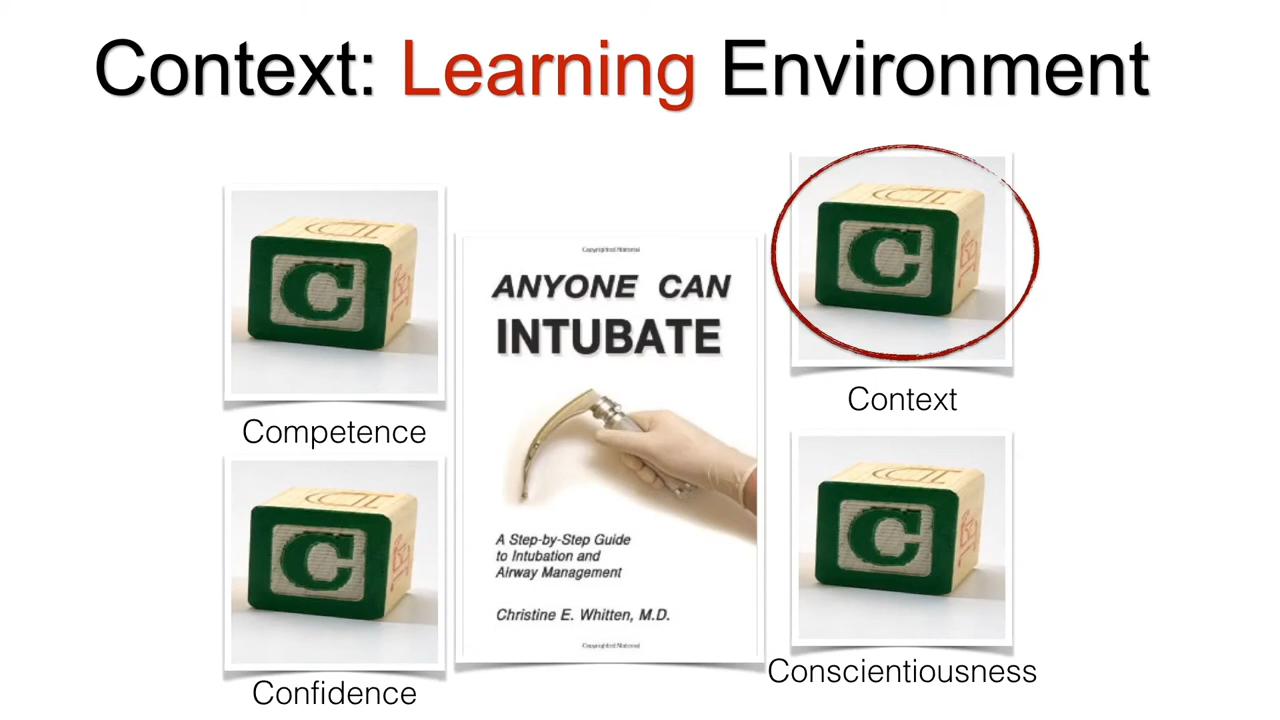 Context: Learning Environment
C
Competence
C
Confidence
Copyrighted Material
ANYONE CAN
INTUBATE
A Step-by-Step Guide
to Intubation and
Airway Management
Christine E. Whitten, M.D.
Copyrighted Material
C
Context
C
Conscientiousness